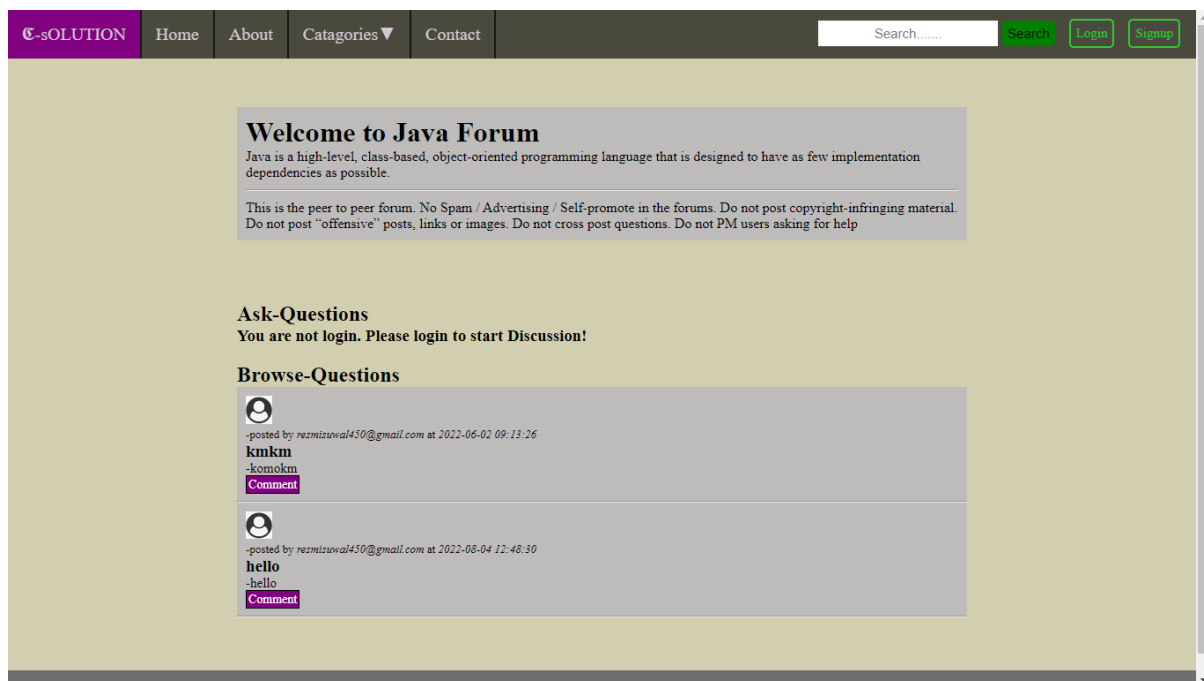 𝕮-sOLUTION Home About Catagories▼ Contact Search....... Search Login Signup
Welcome to Java Forum
Java is a high-level, class-based, object-oriented programming language that is designed to have as few implementation
dependencies as possible.
This is the peer to peer forum. No Spam / Advertising / Self-promote in the forums. Do not post copyright-infringing material.
Do not post “offensive” posts, links or images. Do not cross post questions. Do not PM users asking for help
Ask-Questions
You are not login. Please login to start Discussion!
Browse-Questions
-posted by resmizuwal450@gmail.com at 2022-06-02 09:13:26
kmkm
-komokm
Comment
-posted by resmizuwal450@gmail.com at 2022-08-04 12:48:30
hello
-hello
Comment